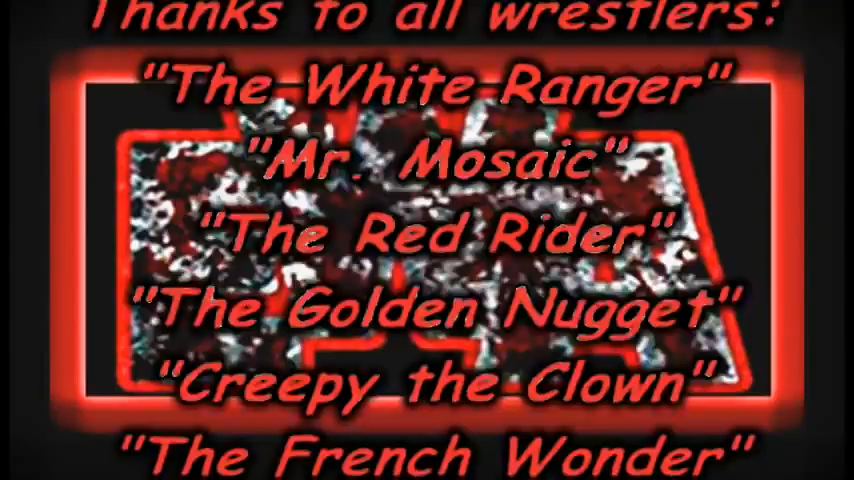 Thanks to all wrestlers:
"The White Ranger"
"Mr. Mosaic"
"The Red Rider"
"The Golden Nugget"
"Creepy the Clown"
"The French Wonder"